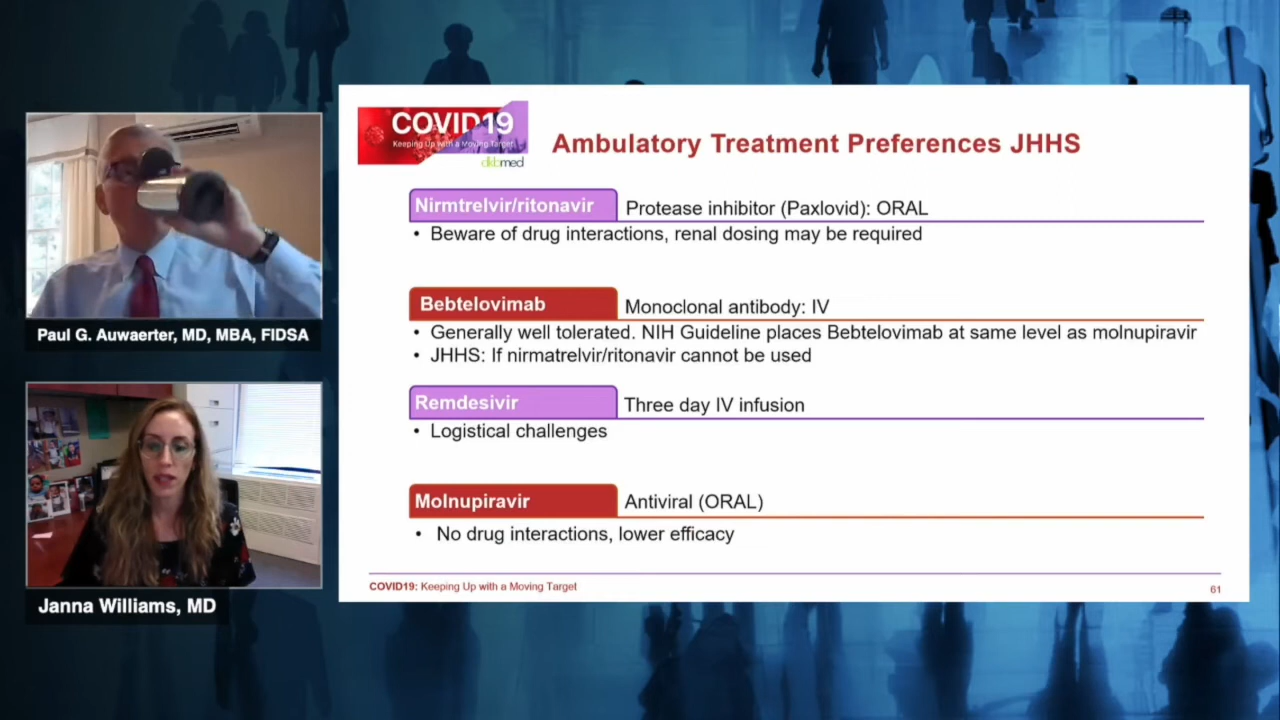 COVID19
Keeping Up with a Moving Target
dkbmed
Ambulatory Treatment Preferences JHHS
Nirmtrelvir/ritonavir Protease inhibitor (Paxlovid): ORAL
• Beware of drug interactions, renal dosing may be required
Bebtelovimab Monoclonal antibody: IV
• Generally well tolerated. NIH Guideline places Bebtelovimab at same level as molnupiravir
• JHHS: If nirmatrelvir/ritonavir cannot be used
Remdesivir Three day IV infusion
• Logistical challenges
Molnupiravir Antiviral (ORAL)
• No drug interactions, lower efficacy
COVID19: Keeping Up with a Moving Target
61
Paul G. Auwaerter, MD, MBA, FIDSA
Janna Williams, MD